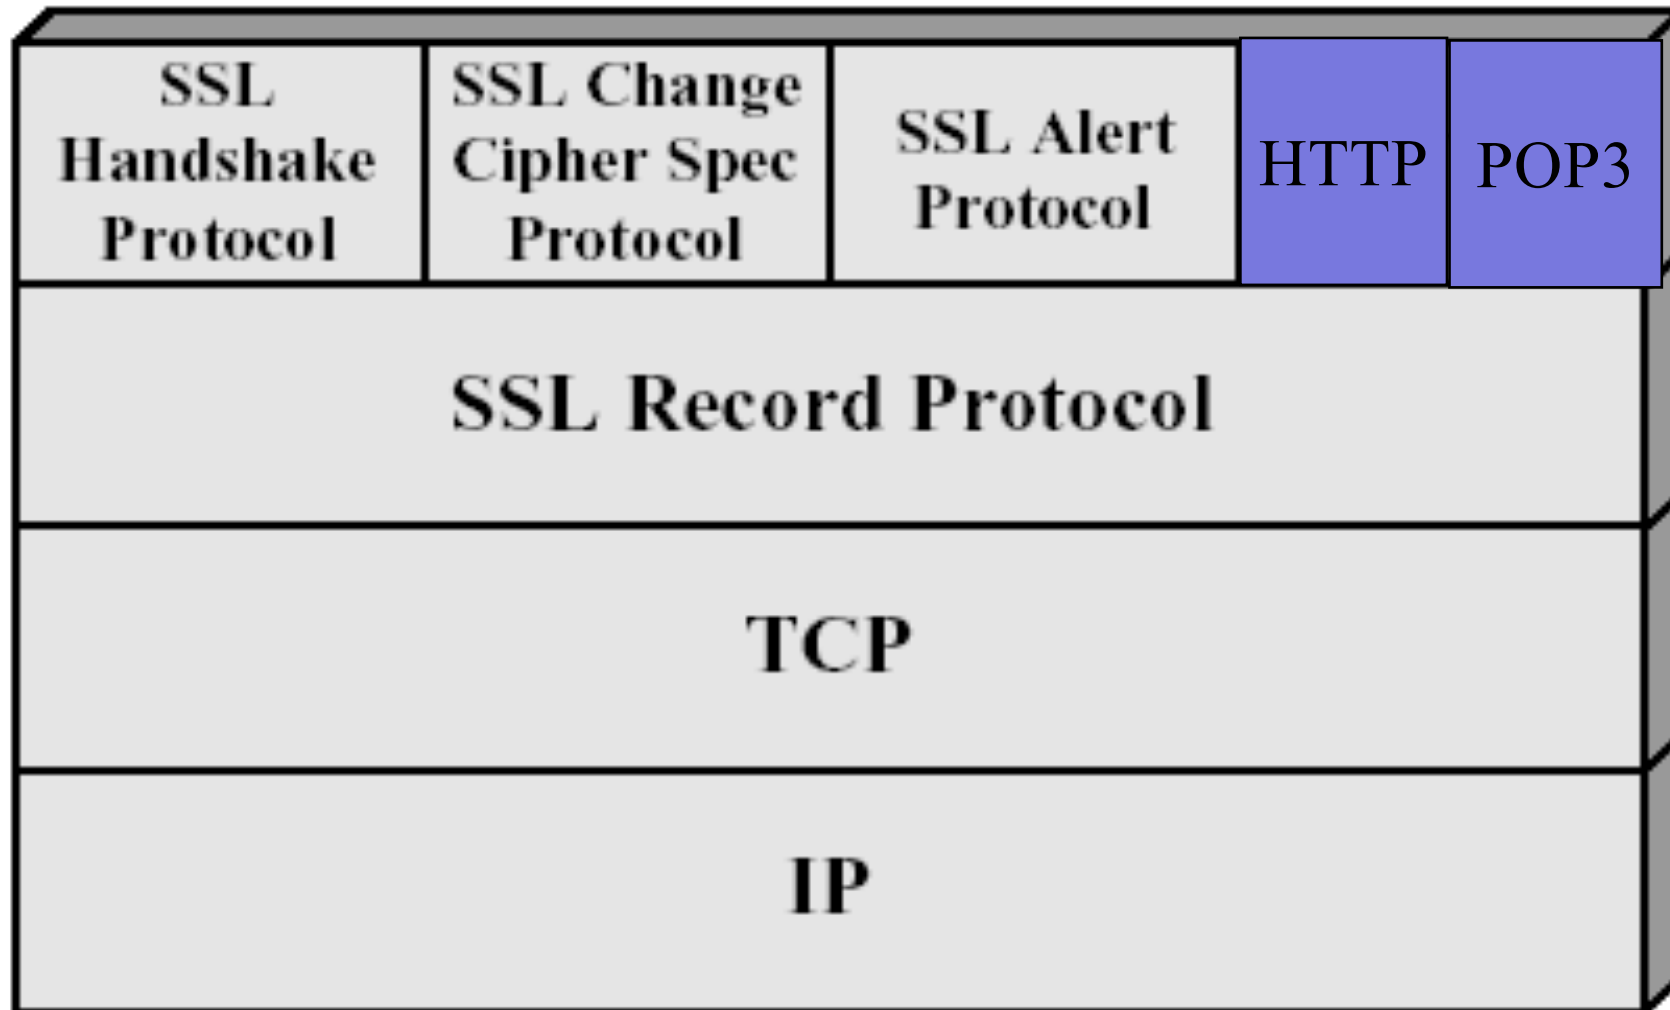 SSL
Handshake
Protocol
SSL Change
Cipher Spec
Protocol
SSL Alert
Protocol
HTTP
POP3
SSL Record Protocol
TCP
IP